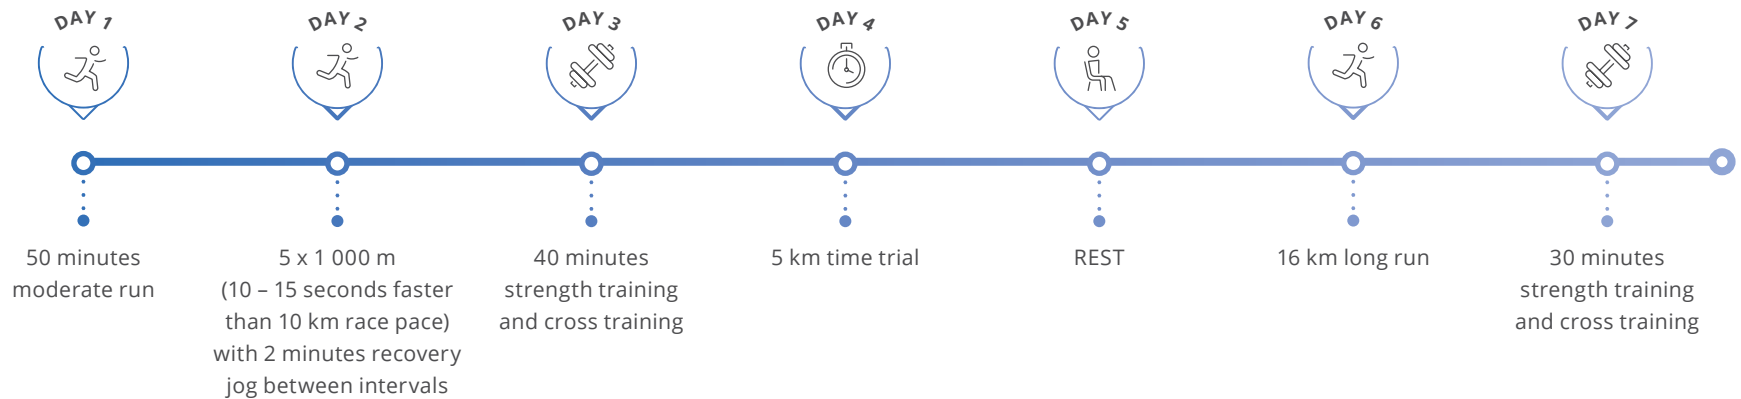 DAY 1
50 minutes
moderate run
DAY 2
5 x 1 000 m
(10 – 15 seconds faster
than 10 km race pace)
with 2 minutes recovery
jog between intervals
DAY 3
40 minutes
strength training
and cross training
DAY 4
5 km time trial
DAY 5
REST
DAY 6
16 km long run
DAY 7
30 minutes
strength training
and cross training